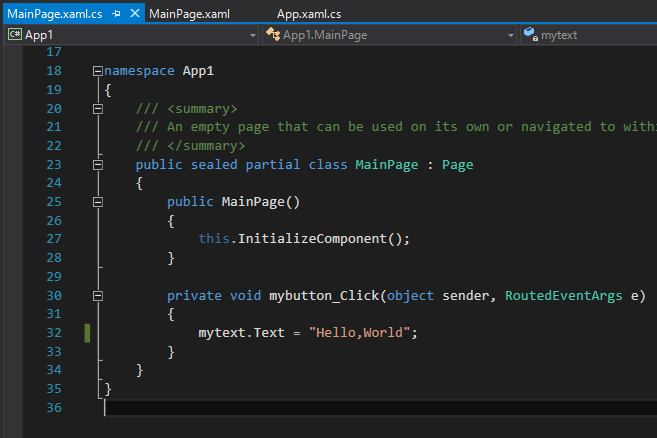 MainPage.xaml.cs MainPage.xaml App.xaml.cs
C# App1 App1.MainPage mytext
17
18 namespace App1
19 {
20 /// <summary>
21 /// An empty page that can be used on its own or navigated to with
22 /// </summary>
23 public sealed partial class MainPage : Page
24 {
25 public MainPage()
26 {
27 this.InitializeComponent();
28 }
29
30 private void mybutton_Click(object sender, RoutedEventArgs e)
31 {
32 mytext.Text = "Hello,World";
33 }
34 }
35 }
36